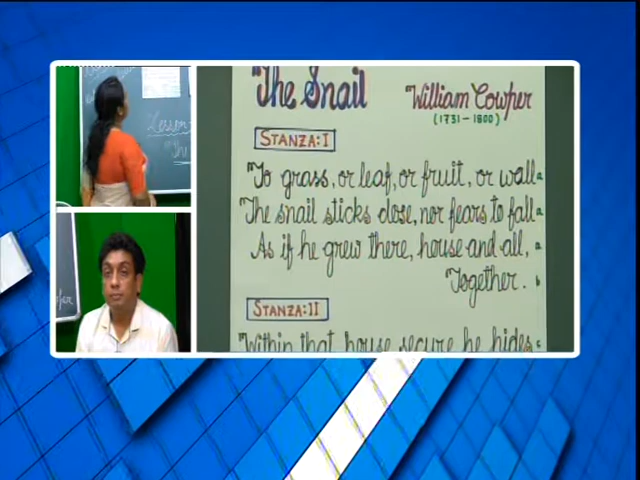 "The Snail
"William Cowper
(1731-1800)
STANZA:I
"To grass, or leaf, or fruit, or wall a
"The snail sticks close, nor fears to fall a
As if he grew there, house and all, a
"Together. b
STANZA:II
"Within that house secure he hides c
Lesson
"The